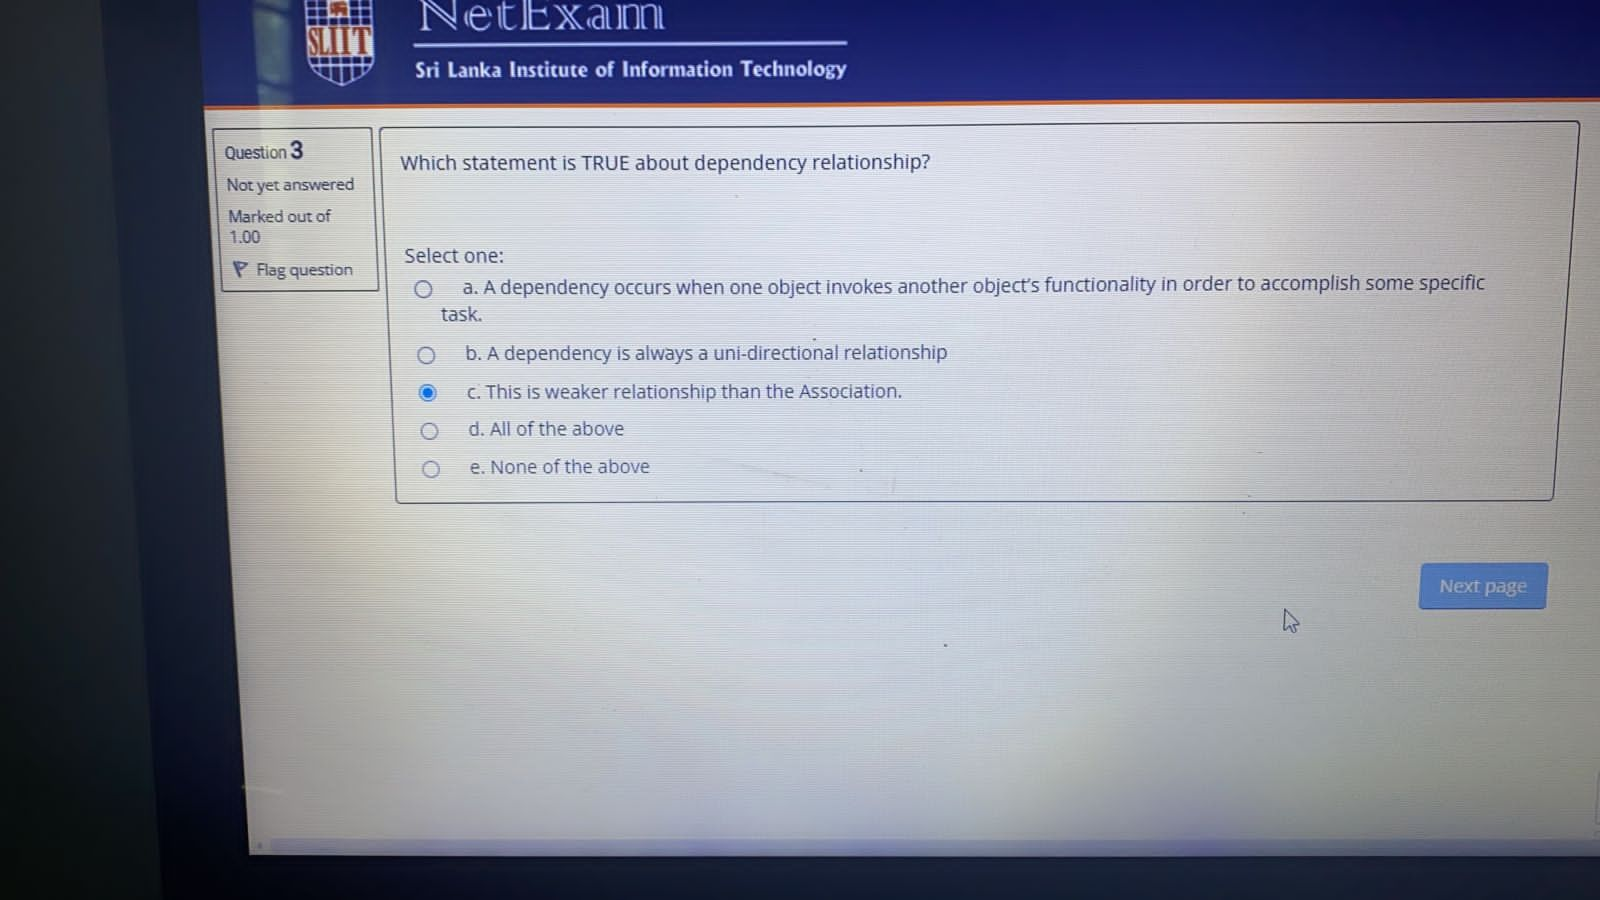 NetExam
SLIIT
Sri Lanka Institute of Information Technology
Question 3
Not yet answered
Marked out of
1.00
Flag question
Which statement is TRUE about dependency relationship?
Select one:
a. A dependency occurs when one object invokes another object's functionality in order to accomplish some specific
task.
b. A dependency is always a uni-directional relationship
c. This is weaker relationship than the Association.
d. All of the above
e. None of the above
Next page